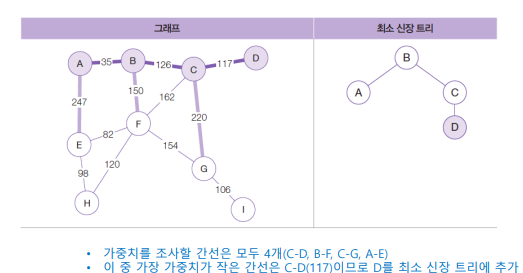 그래프
최소 신장 트리
A
35
B
126
C
117
D
247
150
162
220
E
82
F
154
98
120
G
106
H
I
B
A
C
D
• 가중치를 조사할 간선은 모두 4개(C-D, B-F, C-G, A-E)
• 이 중 가장 가중치가 작은 간선은 C-D(117)이므로 D를 최소 신장 트리에 추가